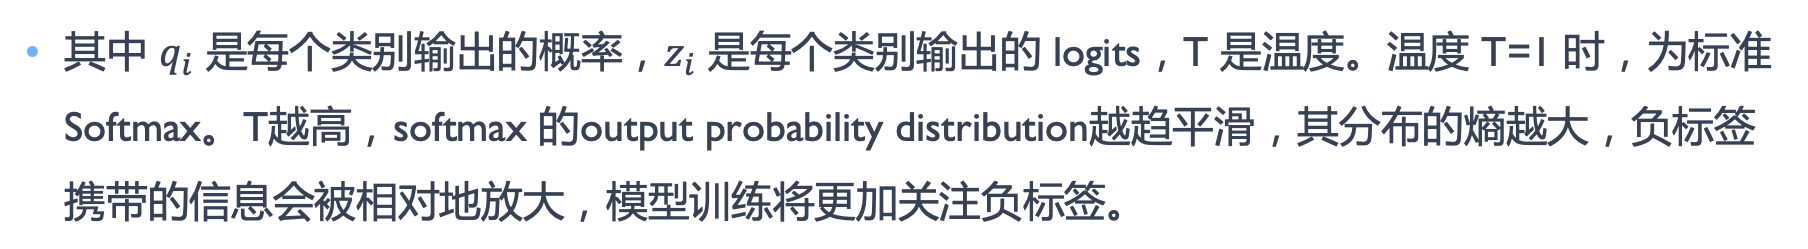 • 其中 qᵢ 是每个类别输出的概率，zᵢ 是每个类别输出的 logits，T 是温度。温度 T=1 时，为标准
Softmax。T越高，softmax 的output probability distribution越趋平滑，其分布的熵越大，负标签
携带的信息会被相对地放大，模型训练将更加关注负标签。